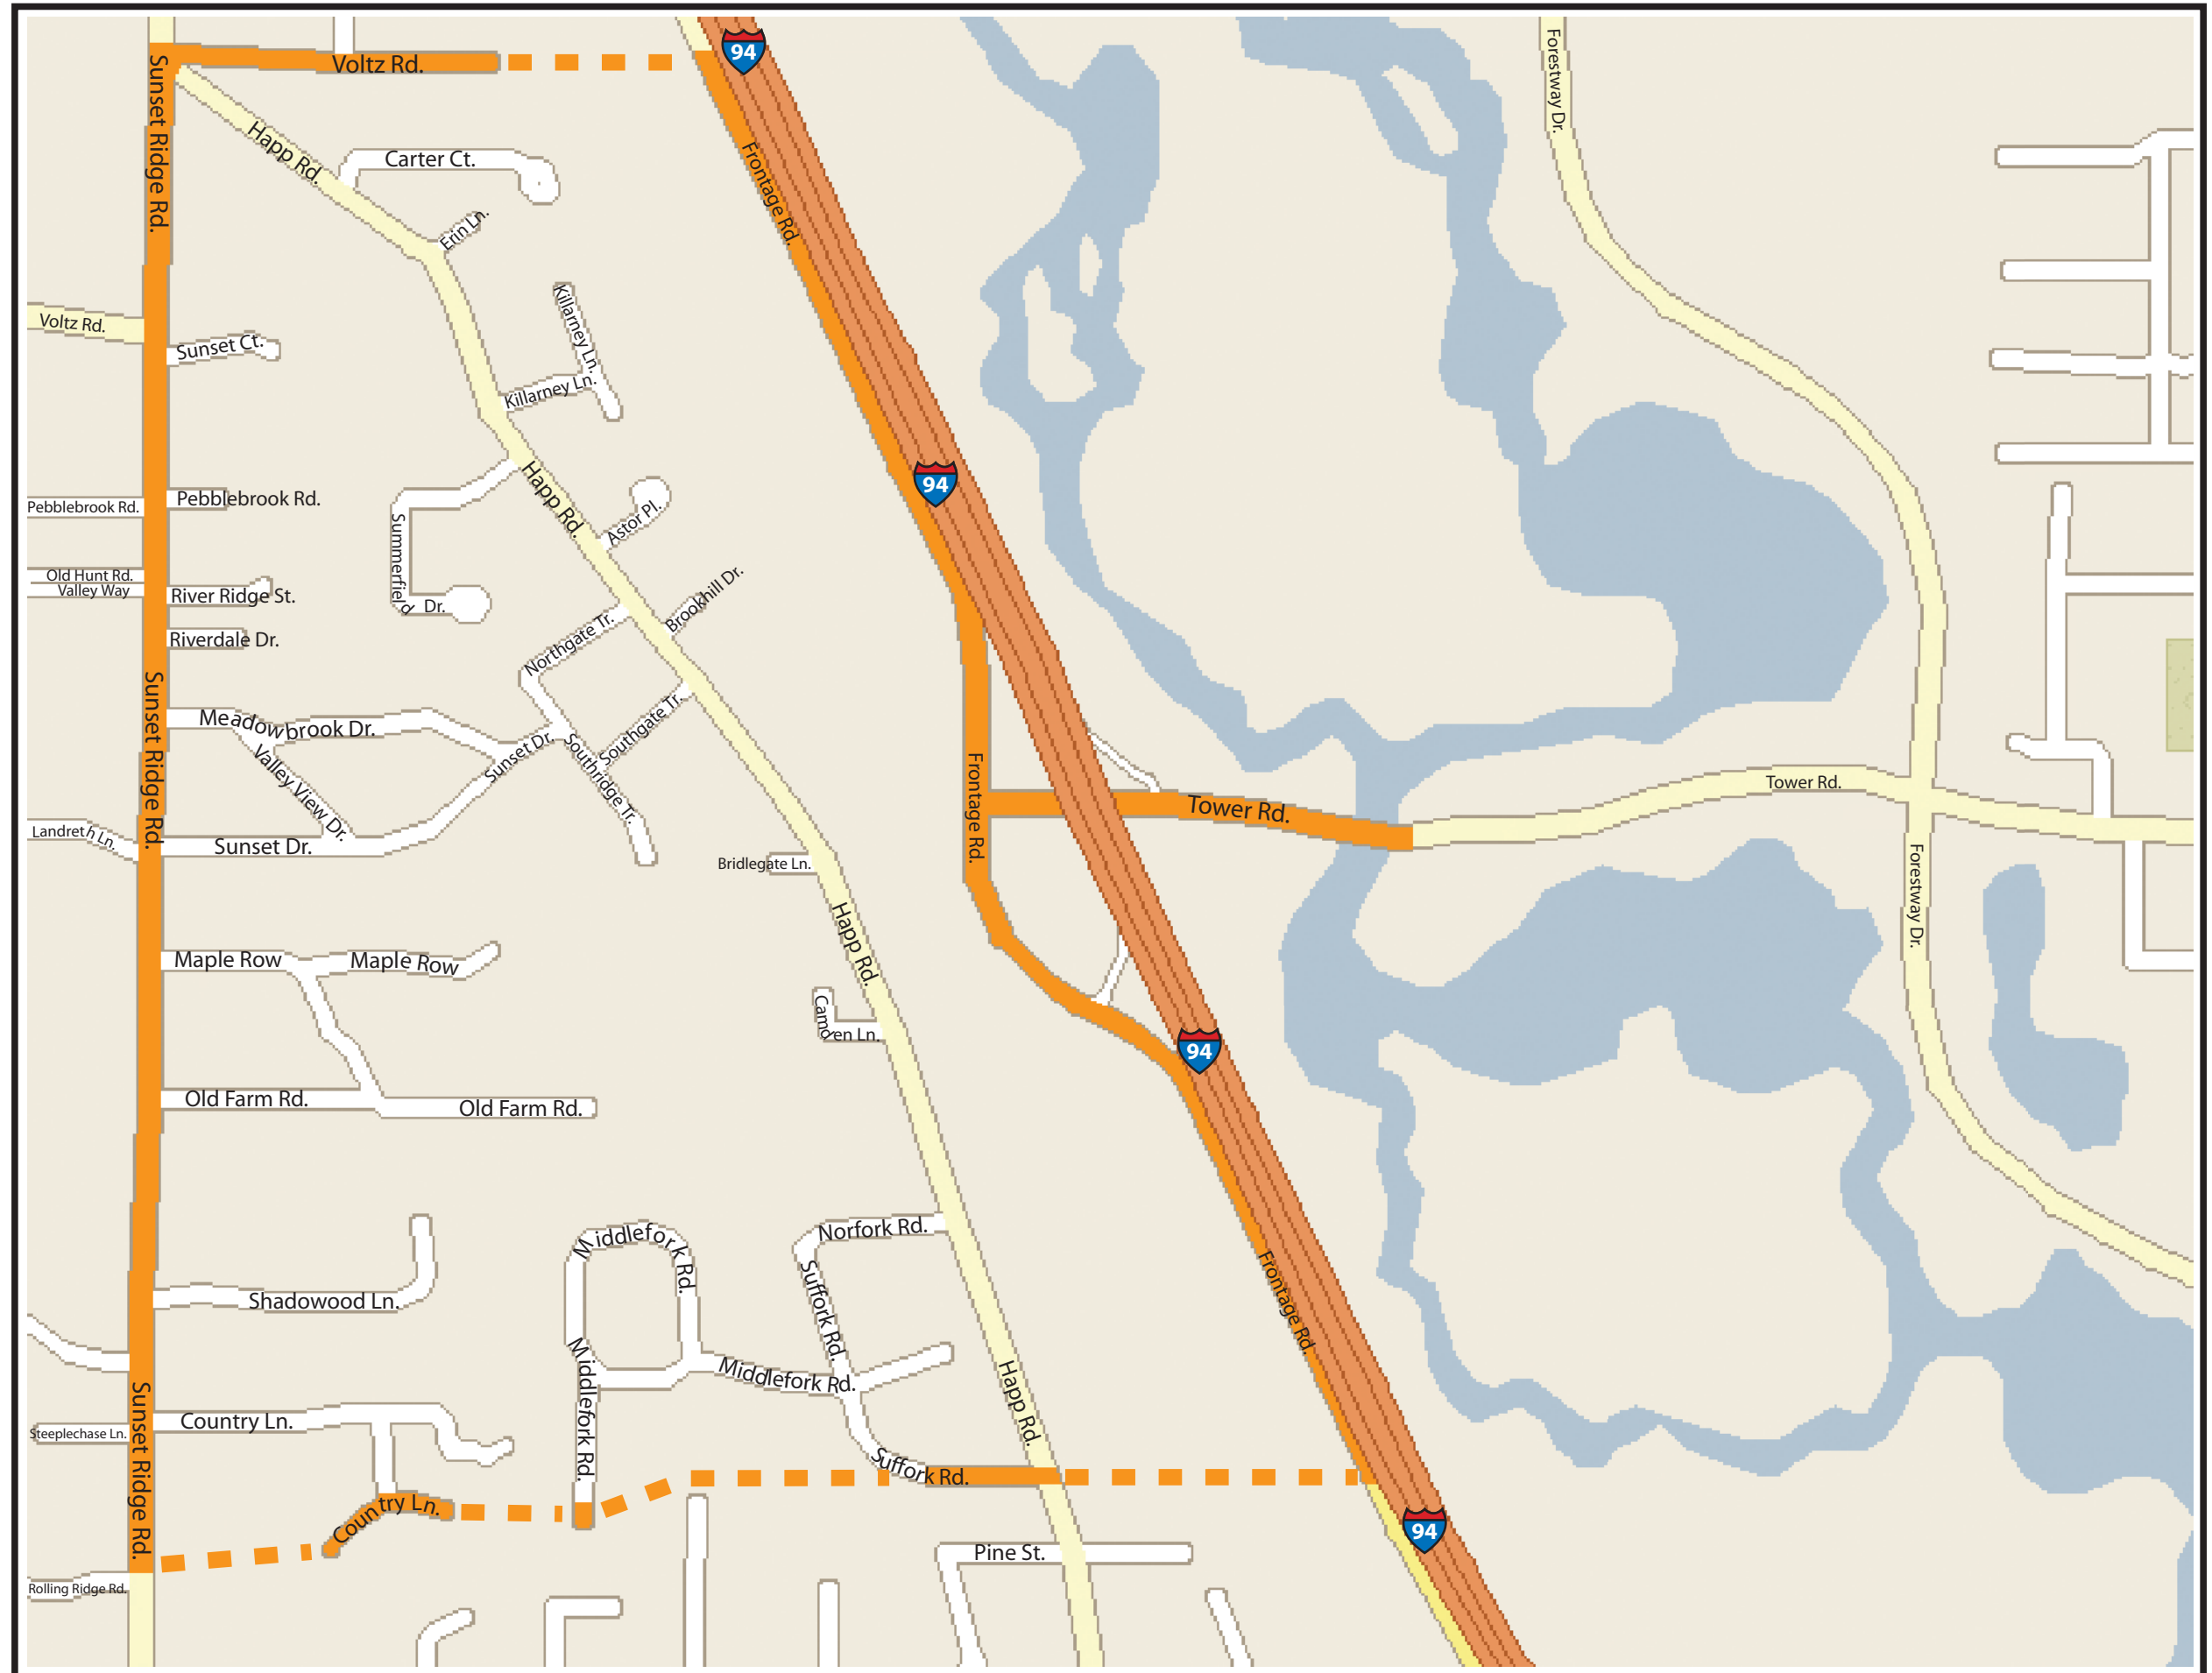 94
Voltz Rd.
Forestway Dr.
Sunset Ridge Rd.
Happ Rd.
Carter Ct.
Frontage Rd.
Erin Ln.
Killarney Ln.
Voltz Rd.
Sunset Ct.
Killarney Ln.
Happ Rd.
94
Pebblebrook Rd.
Pebblebrook Rd.
Summerfield Dr.
Astor Pl.
Old Hunt Rd.
Valley Way
River Ridge St.
Brookhill Dr.
Riverdale Dr.
Northgate Tr.
Sunset Ridge Rd.
Meadowbrook Dr.
Valley View Dr.
Sunset Dr.
Southgate Tr.
Southridge Tr.
Frontage Rd.
Tower Rd.
Tower Rd.
Landreth Ln.
Sunset Dr.
Bridlegate Ln.
Forestway Dr.
Happ Rd.
Maple Row
Maple Row
Camden Ln.
94
Old Farm Rd.
Old Farm Rd.
Middlefork Rd.
Norfork Rd.
Suffork Rd.
Frontage Rd.
Shadowood Ln.
Middlefork Rd.
Middlefork Rd.
Happ Rd.
Sunset Ridge Rd.
Country Ln.
Steeplechase Ln.
Suffork Rd.
Country Ln.
94
Pine St.
Rolling Ridge Rd.